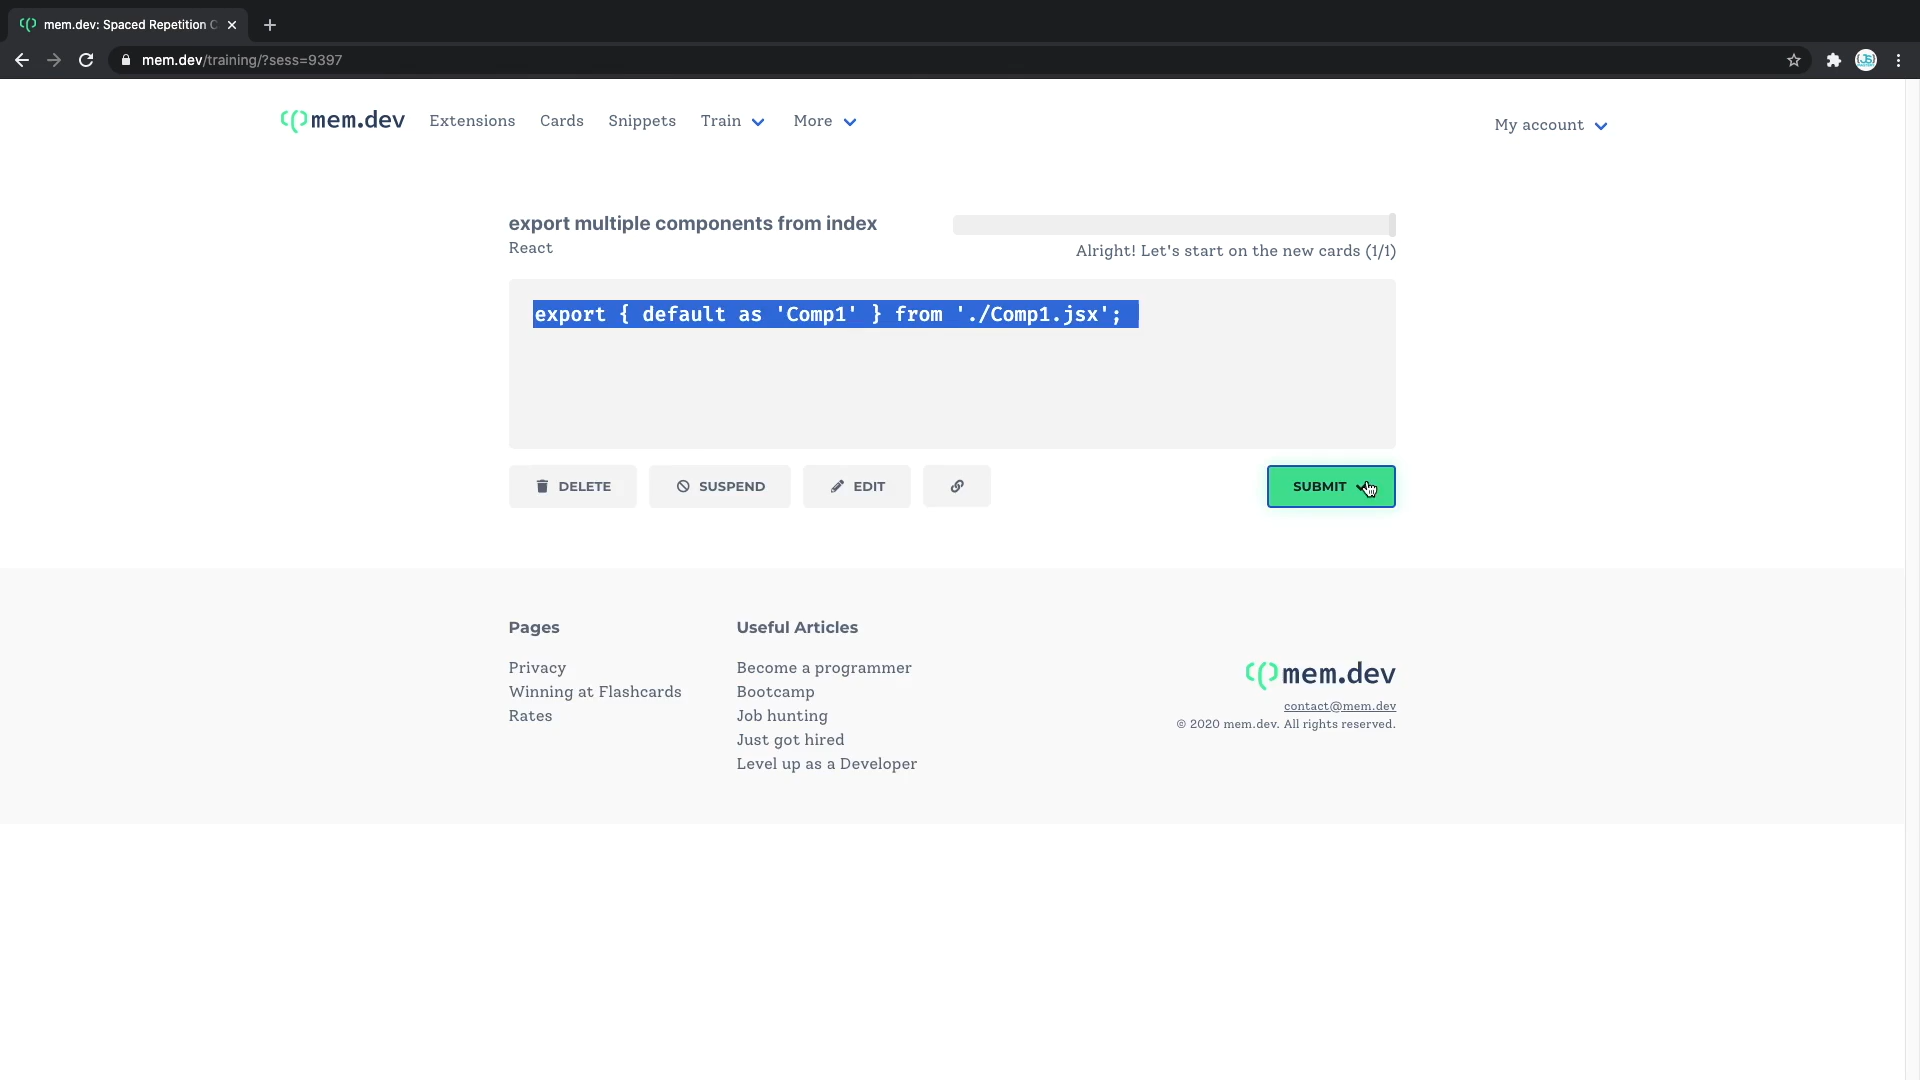 mem.dev: Spaced Repetition C
mem.dev/training/?sess=9397
mem.dev
Extensions
Cards
Snippets
Train
More
My account
export multiple components from index
React
Alright! Let's start on the new cards (1/1)
export { default as 'Comp1' } from './Comp1.jsx';
DELETE
SUSPEND
EDIT
SUBMIT
Pages
Privacy
Winning at Flashcards
Rates
Useful Articles
Become a programmer
Bootcamp
Job hunting
Just got hired
Level up as a Developer
mem.dev
contact@mem.dev
© 2020 mem.dev. All rights reserved.